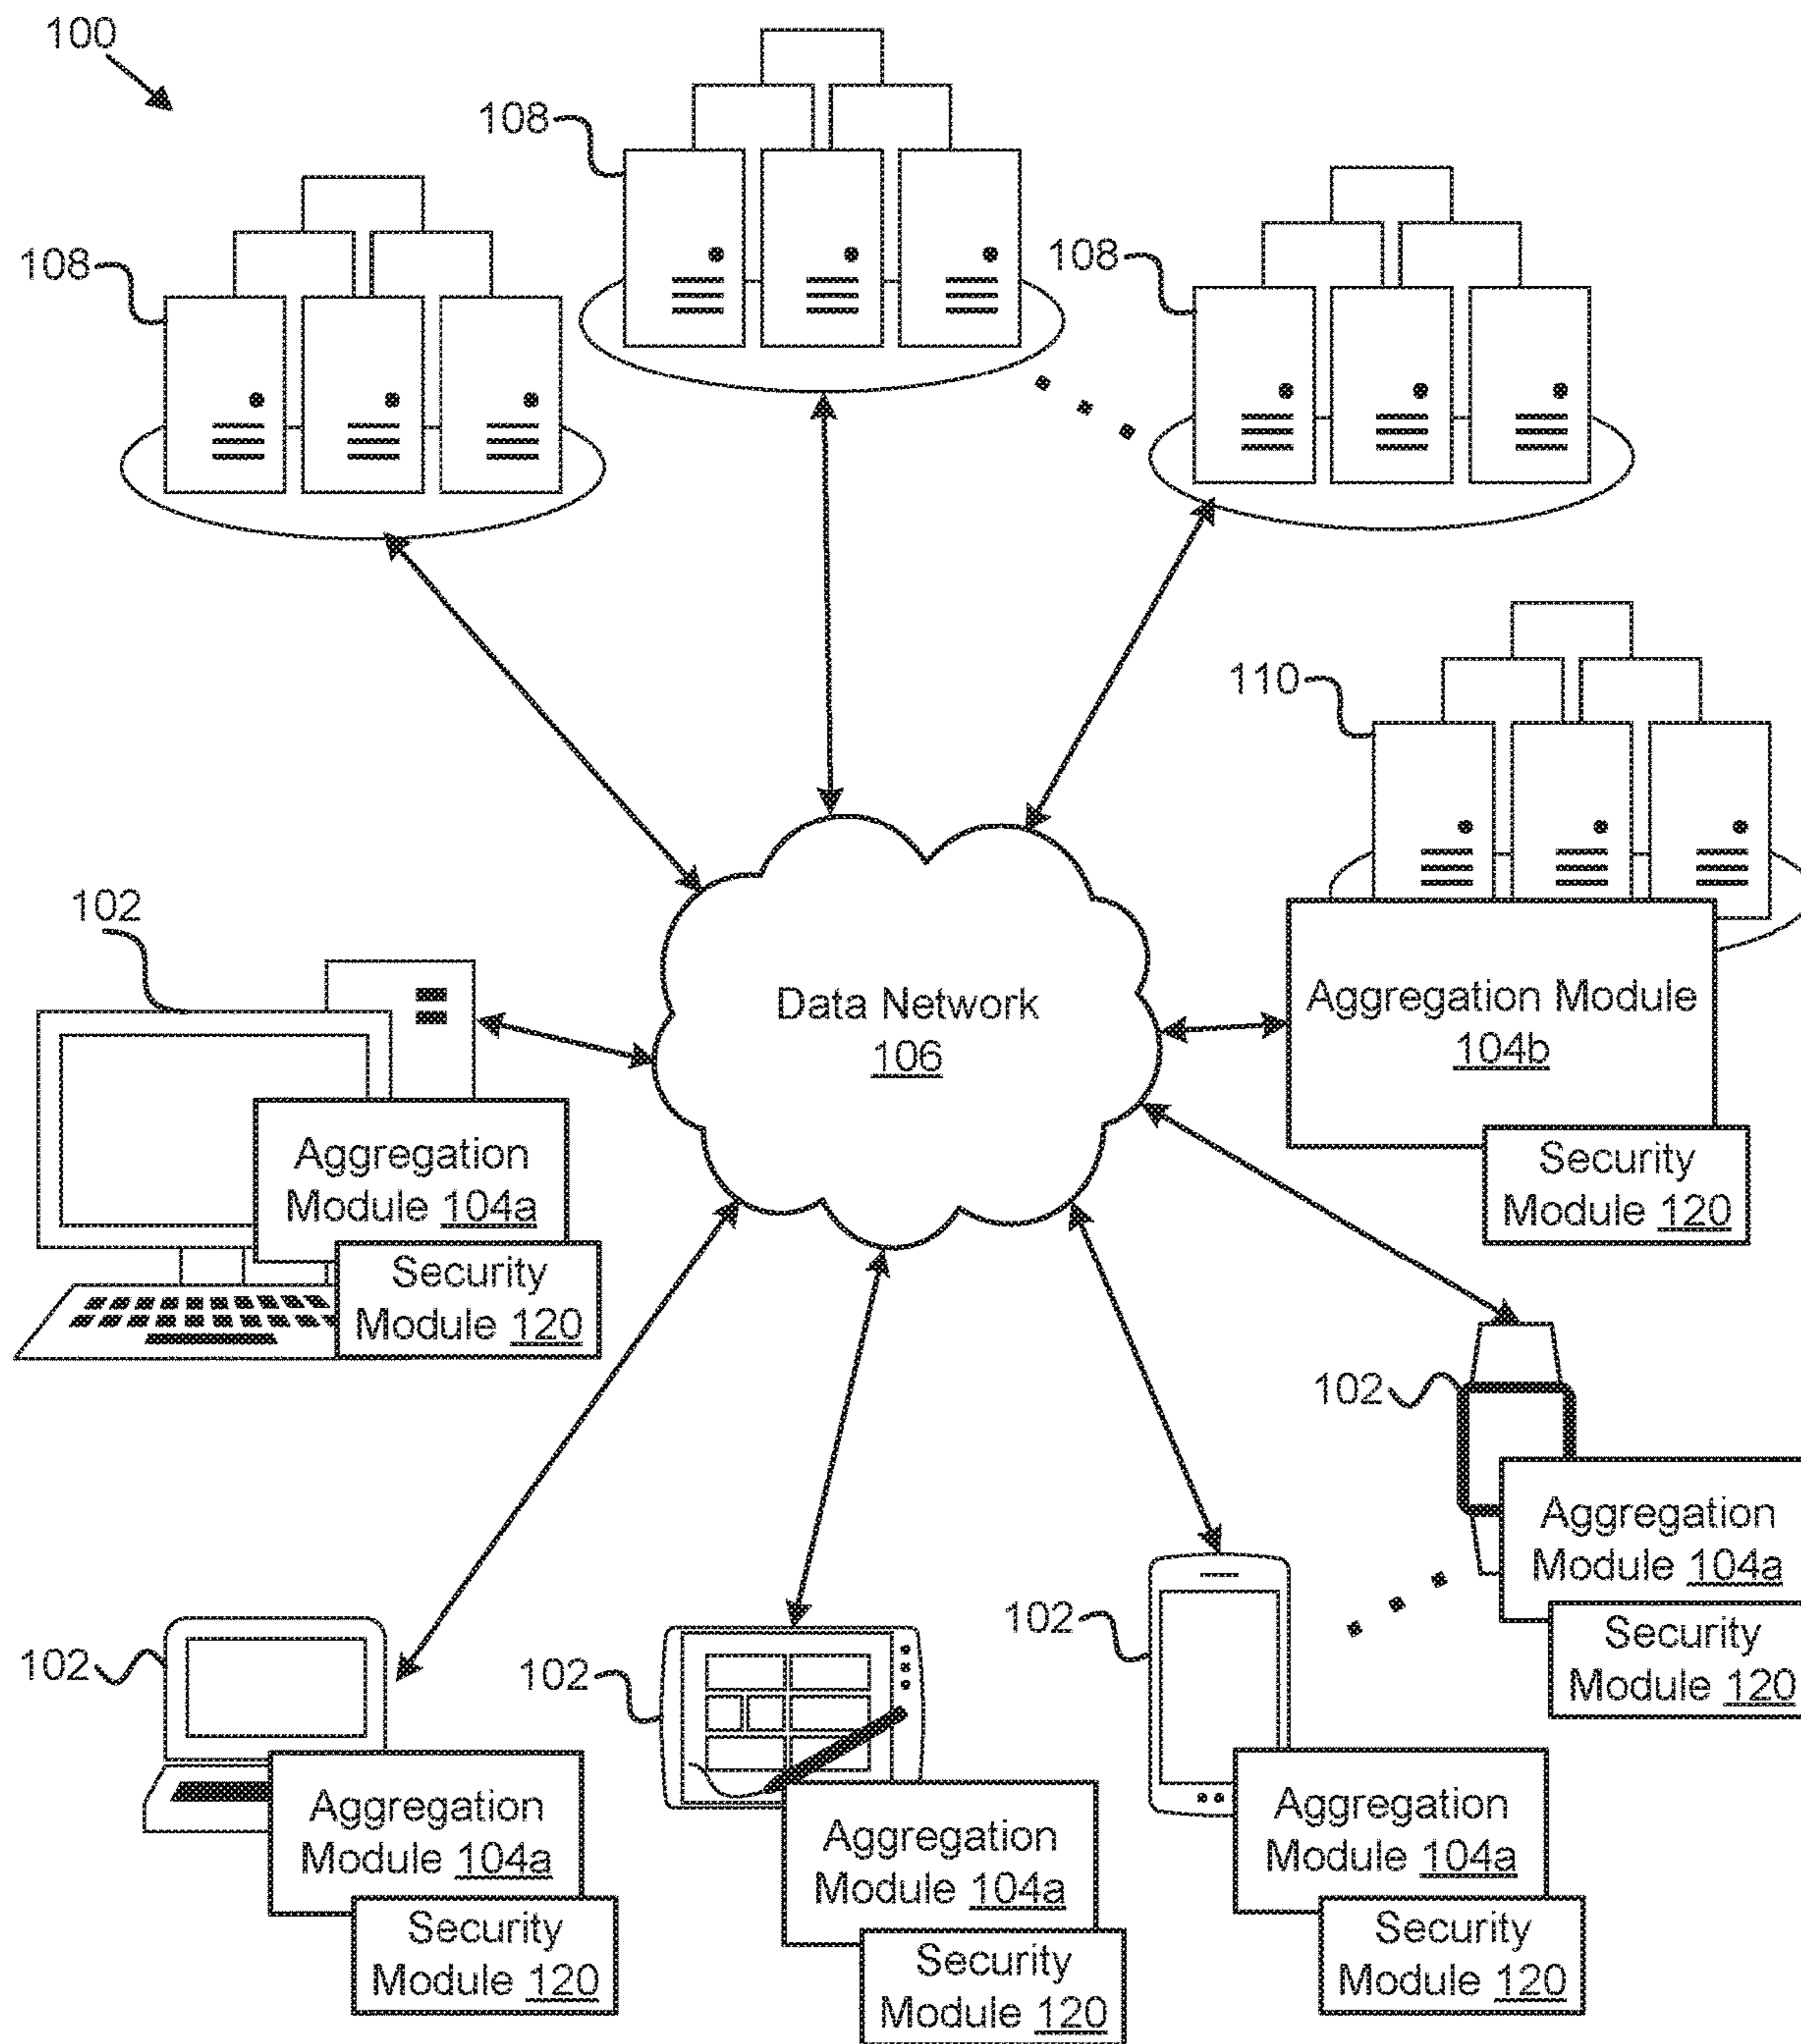 100
108
108
108
110
102
Data Network
106
Aggregation Module
104b
Security
Module 120
Aggregation
Module 104a
Security
Module 120
102
Aggregation
Module 104a
Security
Module 120
102
Aggregation
Module 104a
Security
Module 120
102
Aggregation
Module 104a
Security
Module 120
102
Aggregation
Module 104a
Security
Module 120